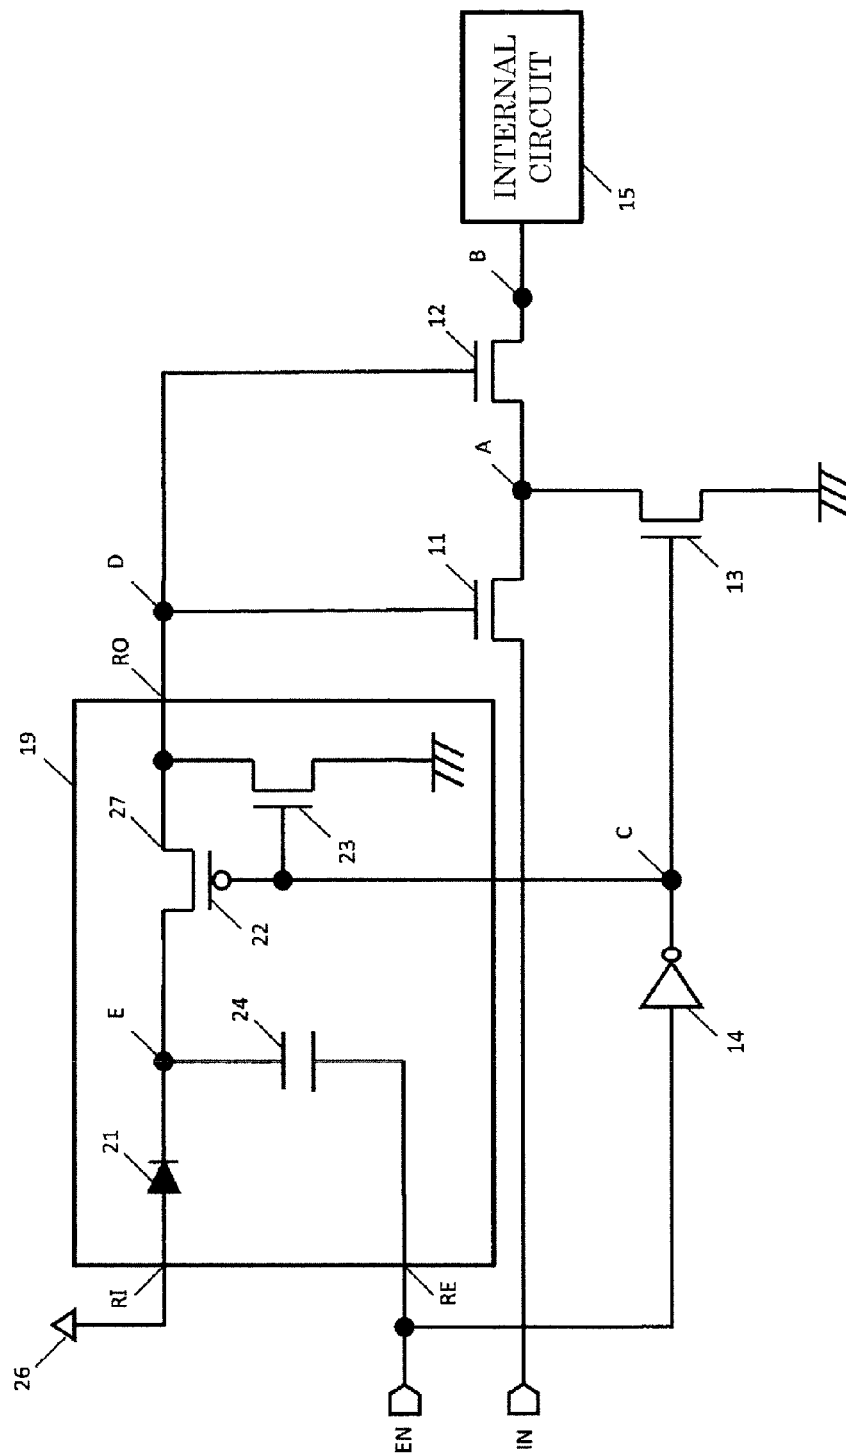 26
RI
21
E
27
19
RO
D
24
22
23
RE
EN
IN
11
A
12
B
INTERNAL
CIRCUIT
15
14
C
13